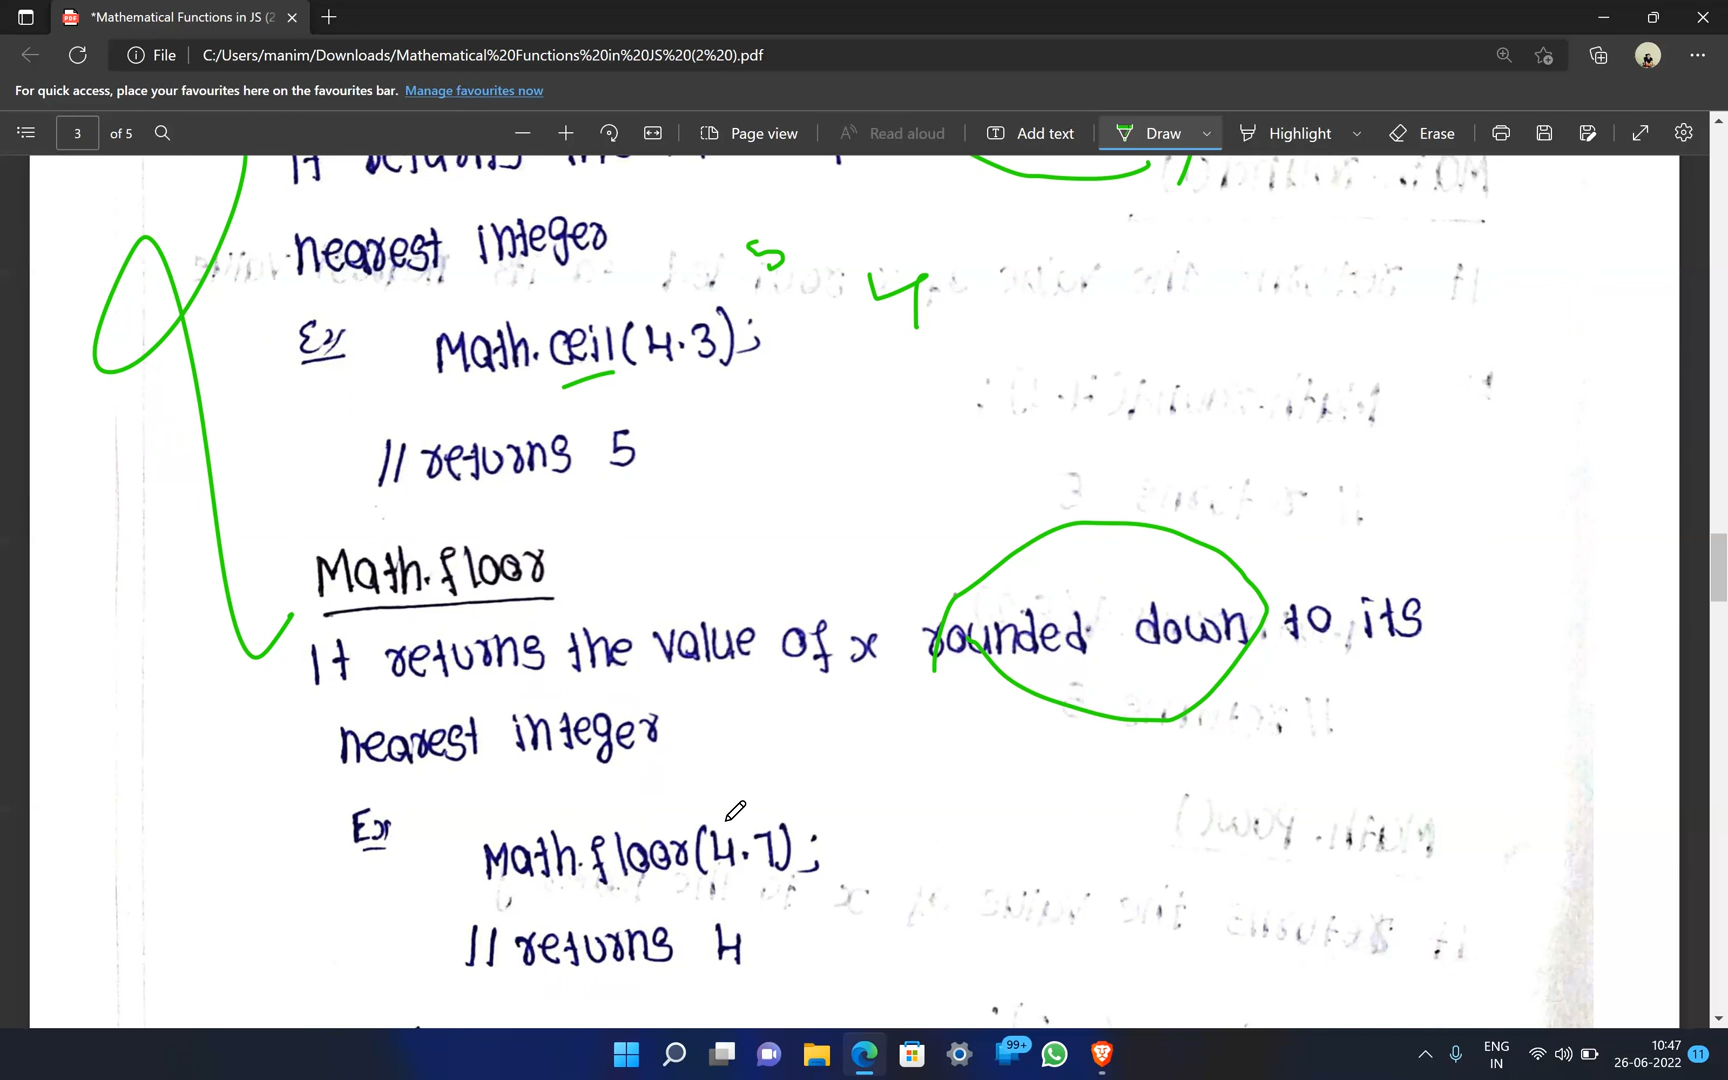 *Mathematical Functions in JS (2
File C:/Users/manim/Downloads/Mathematical%20Functions%20in%20JS%20(2%20).pdf
For quick access, place your favourites here on the favourites bar. Manage favourites now
3 of 5 Page view Read aloud Add text Draw Highlight Erase
It returns the
nearest integer
5
4
Ex Math.ceil(4.3);
// returns 5
Math.floor
It returns the value of x rounded down to its
nearest integer
Ex
Math.floor(4.7);
// returns 4
99+
ENG
IN
10:47
26-06-2022
11